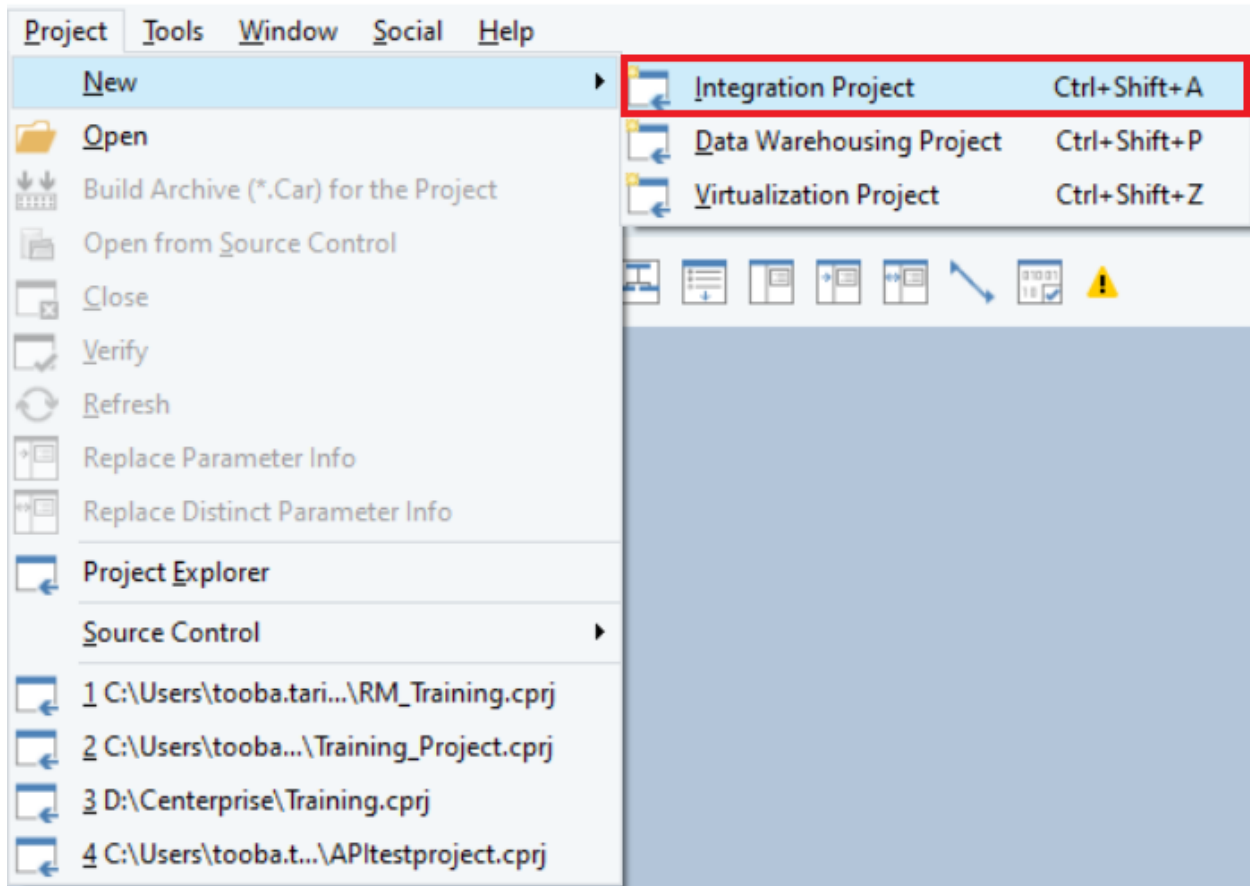 Project Tools Window Social Help
New
Integration Project Ctrl+Shift+A
Data Warehousing Project Ctrl+Shift+P
Virtualization Project Ctrl+Shift+Z
Open
Build Archive (*.Car) for the Project
Open from Source Control
Close
Verify
Refresh
Replace Parameter Info
Replace Distinct Parameter Info
Project Explorer
Source Control
1 C:\Users\tooba.tari...\RM_Training.cprj
2 C:\Users\tooba...\Training_Project.cprj
3 D:\Centerprise\Training.cprj
4 C:\Users\tooba.t...\APItestproject.cprj